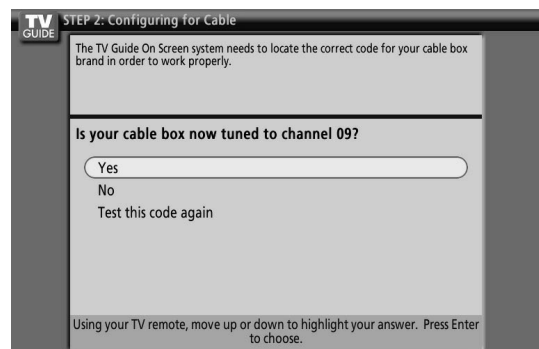 TV
GUIDE
STEP 2: Configuring for Cable
The TV Guide On Screen system needs to locate the correct code for your cable box
brand in order to work properly.
Is your cable box now tuned to channel 09?
Yes
No
Test this code again
Using your TV remote, move up or down to highlight your answer. Press Enter
to choose.